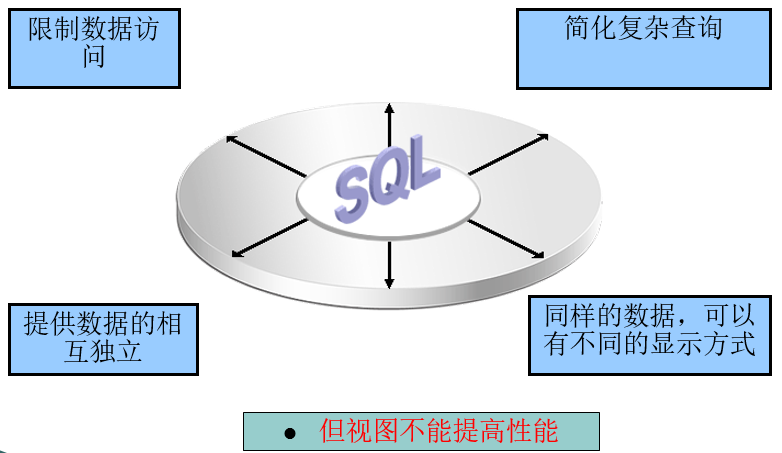 限制数据访
问
简化复杂查询
SQL
提供数据的相
互独立
同样的数据，可以
有不同的显示方式
● 但视图不能提高性能